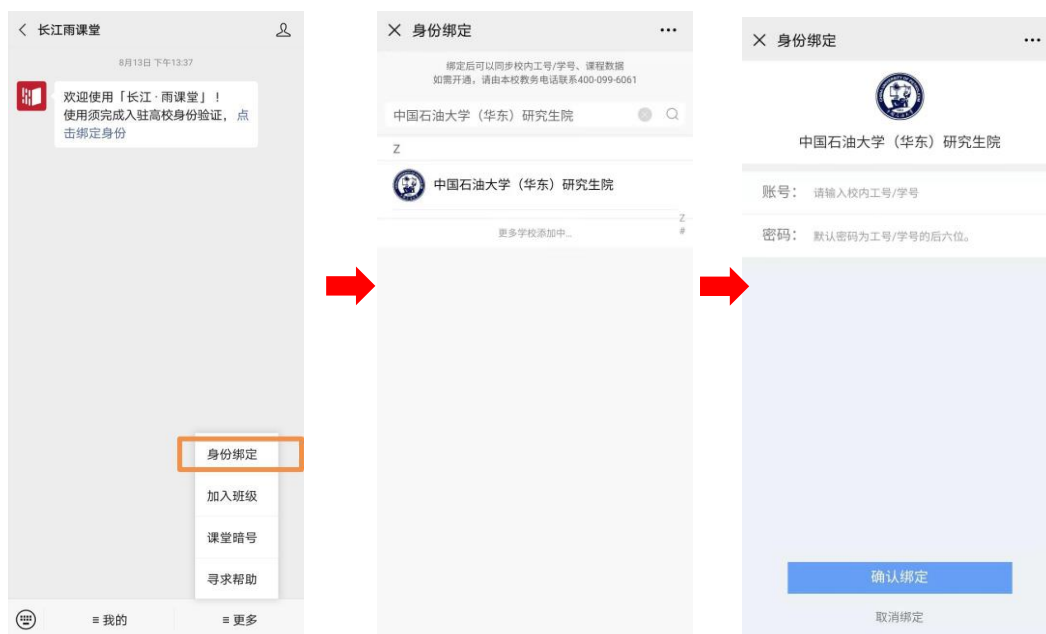 长江雨课堂
8月13日 下午13:37
欢迎使用「长江·雨课堂」!
使用须完成入驻高校身份验证，点
击绑定身份
身份绑定
加入班级
课堂暗号
寻求帮助
≡ 我的
≡ 更多
身份绑定
绑定后可以同步校内工号/学号、课程数据
如需开通，请由本校教务电话联系400-099-6061
中国石油大学（华东）研究生院
Z
中国石油大学（华东）研究生院
Z
#
更多学校添加中...
身份绑定
中国石油大学（华东）研究生院
账号： 请输入校内工号/学号
密码： 默认密码为工号/学号的后六位。
确认绑定
取消绑定